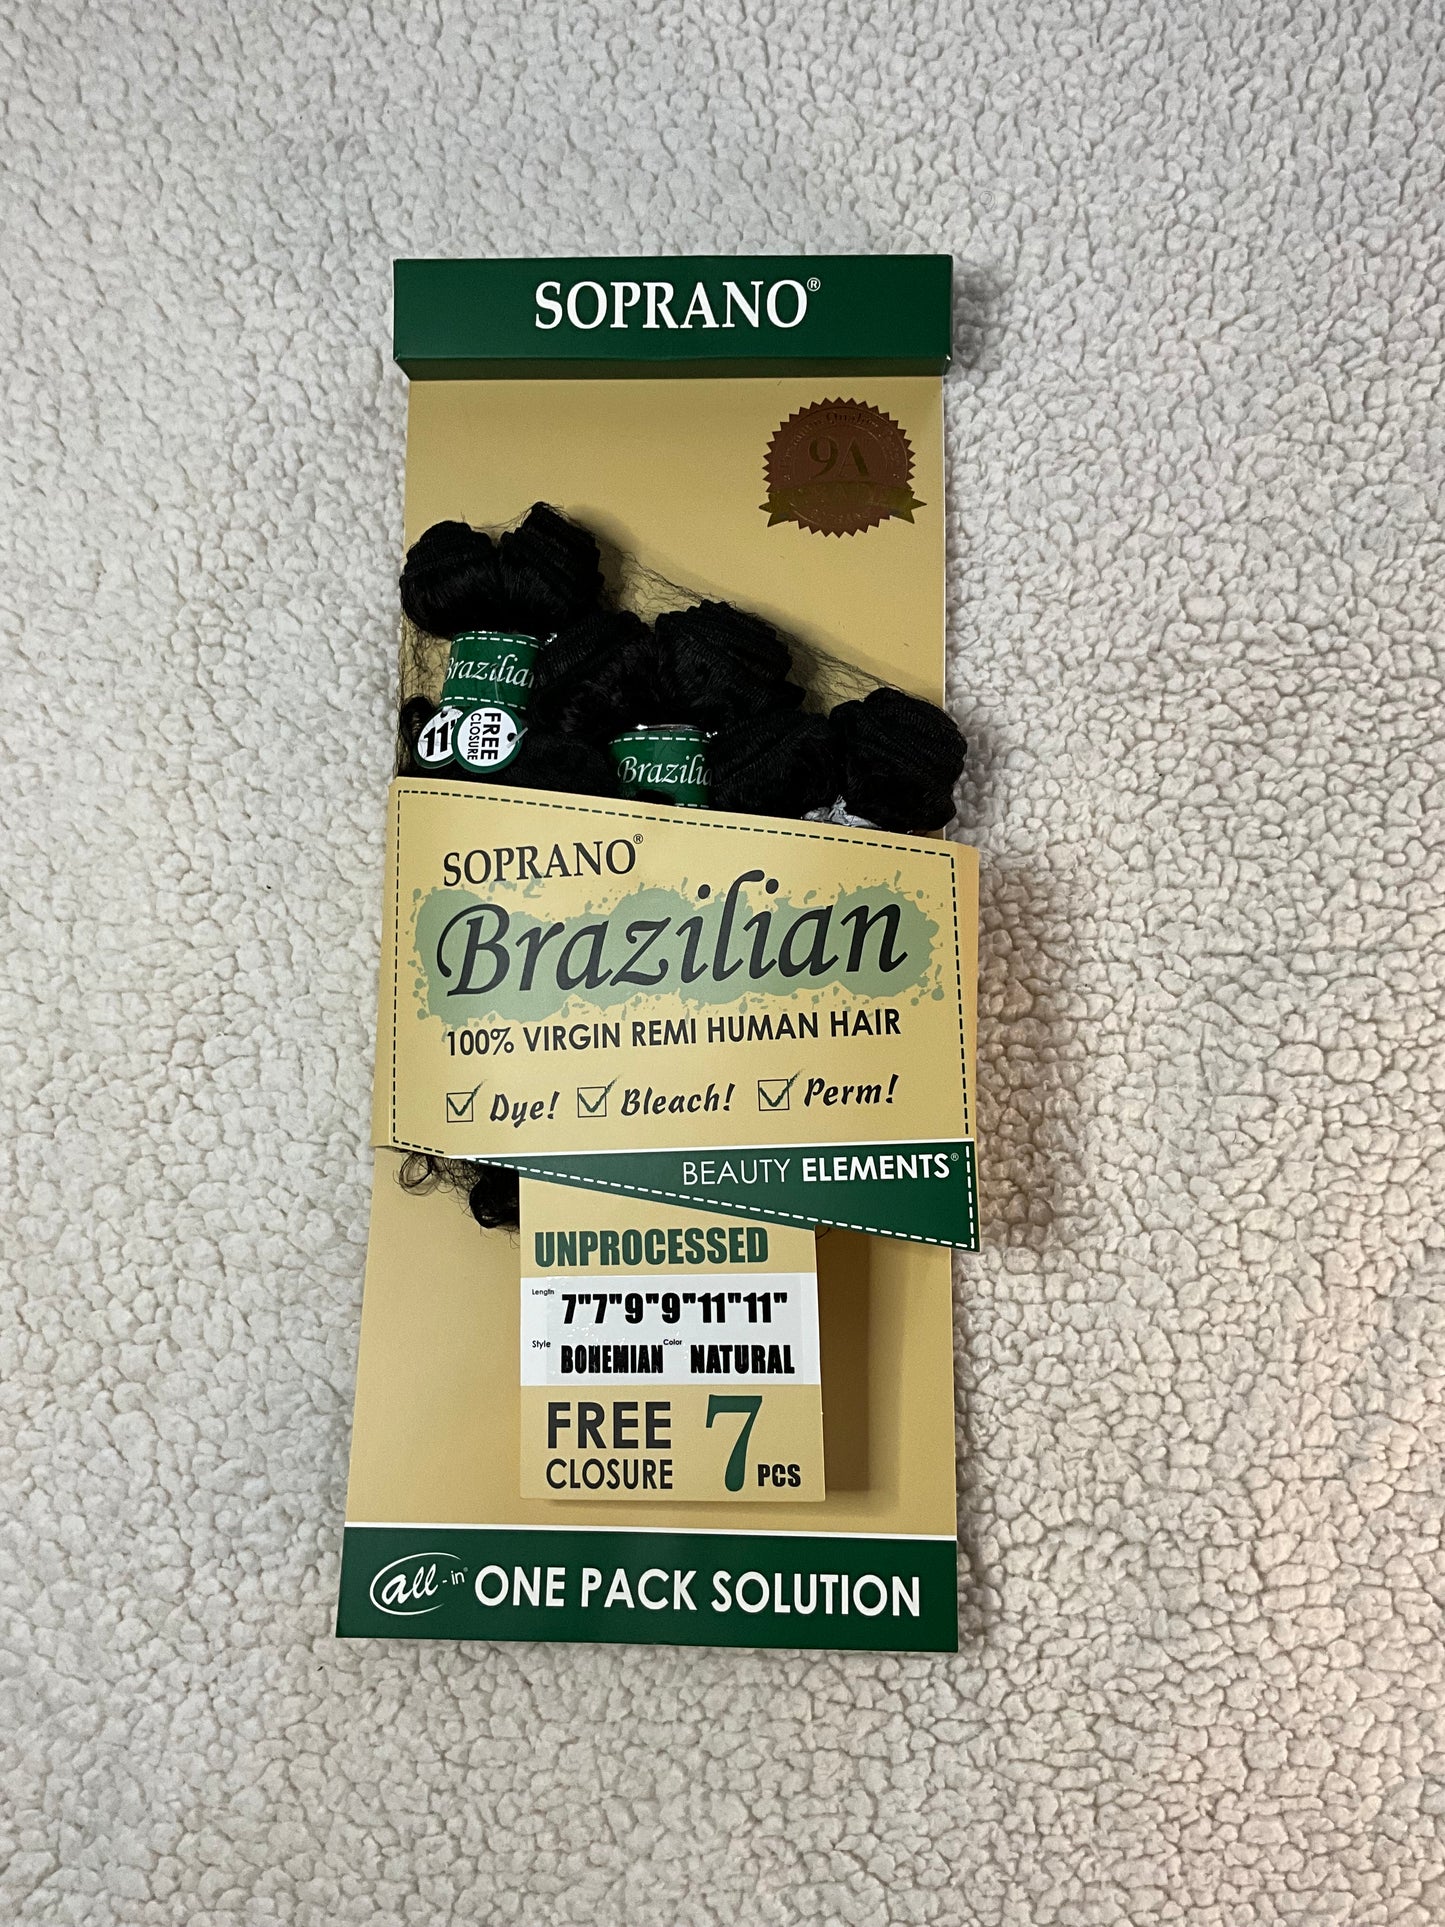 SOPRANO®
9A
Brazilian
11"
FREE
CLOSURE
Brazilia
SOPRANO®
Brazilian
100% VIRGIN REMI HUMAN HAIR
Dye! Bleach! Perm!
BEAUTY ELEMENTS®
UNPROCESSED
Length 7"7"9"9"11"11"
Style BOHEMIAN Color NATURAL
FREE 7
CLOSURE PCS
all-in® ONE PACK SOLUTION